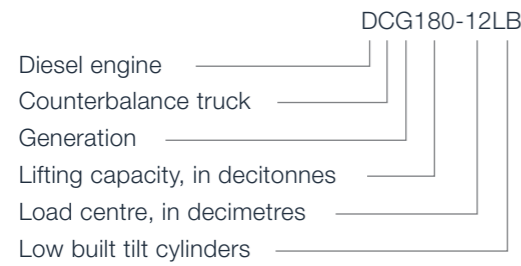 DCG180-12LB
Diesel engine
Counterbalance truck
Generation
Lifting capacity, in decitonnes
Load centre, in decimetres
Low built tilt cylinders